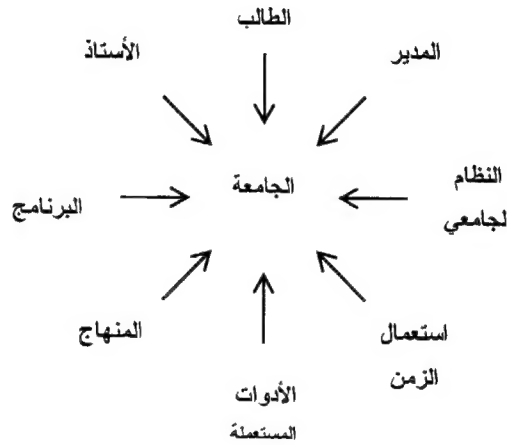 الطالب
المدير
الأستاذ
النظام
لجامعي
الجامعة
البرنامج
استعمال
الزمن
المنهاج
الأدوات
المستعملة